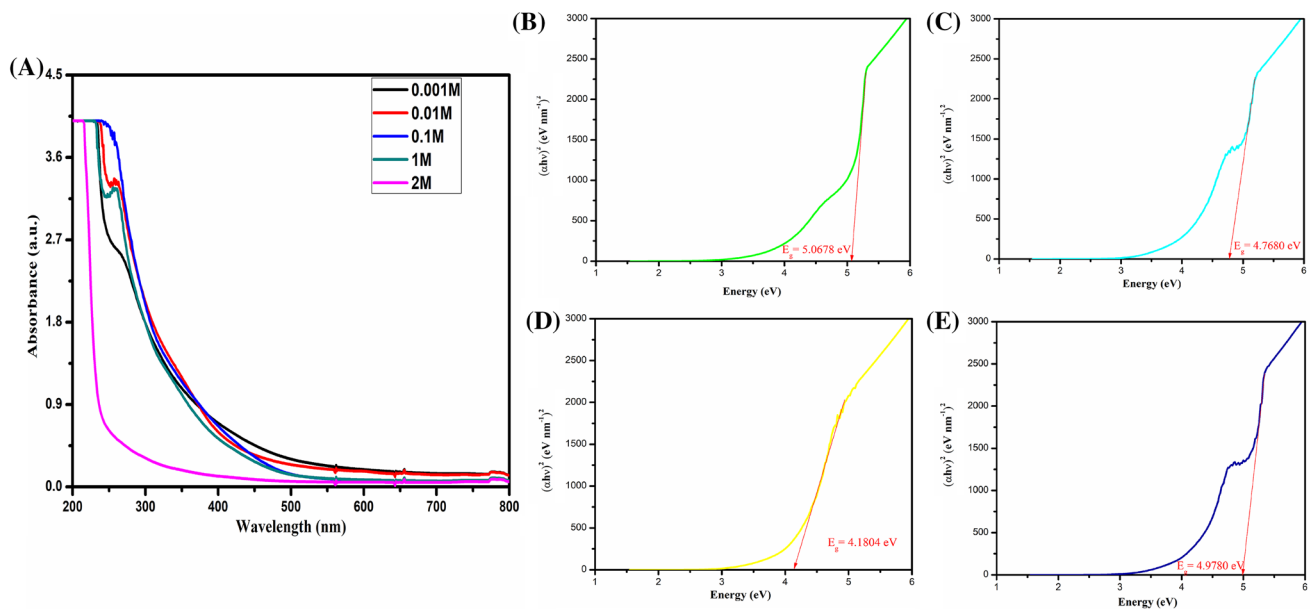 (A)
4.5
3.6
2.7
1.8
0.9
0.0
200 300 400 500 600 700 800
Absorbance (a.u.)
Wavelength (nm)
0.001M
0.01M
0.1M
1M
2M
(B)
3000
2500
2000
1500
1000
500
0
1 2 3 4 5 6
(αhν)² (eV nm⁻¹)²
Energy (eV)
E_g = 5.0678 eV
(C)
3000
2500
2000
1500
1000
500
0
1 2 3 4 5 6
(αhν)² (eV nm⁻¹)²
Energy (eV)
E_g = 4.7680 eV
(D)
3000
2500
2000
1500
1000
500
0
1 2 3 4 5 6
(αhν)² (eV nm⁻¹)²
Energy (eV)
E_g = 4.1804 eV
(E)
3000
2500
2000
1500
1000
500
0
1 2 3 4 5 6
(αhν)² (eV nm⁻¹)²
Energy (eV)
E_g = 4.9780 eV